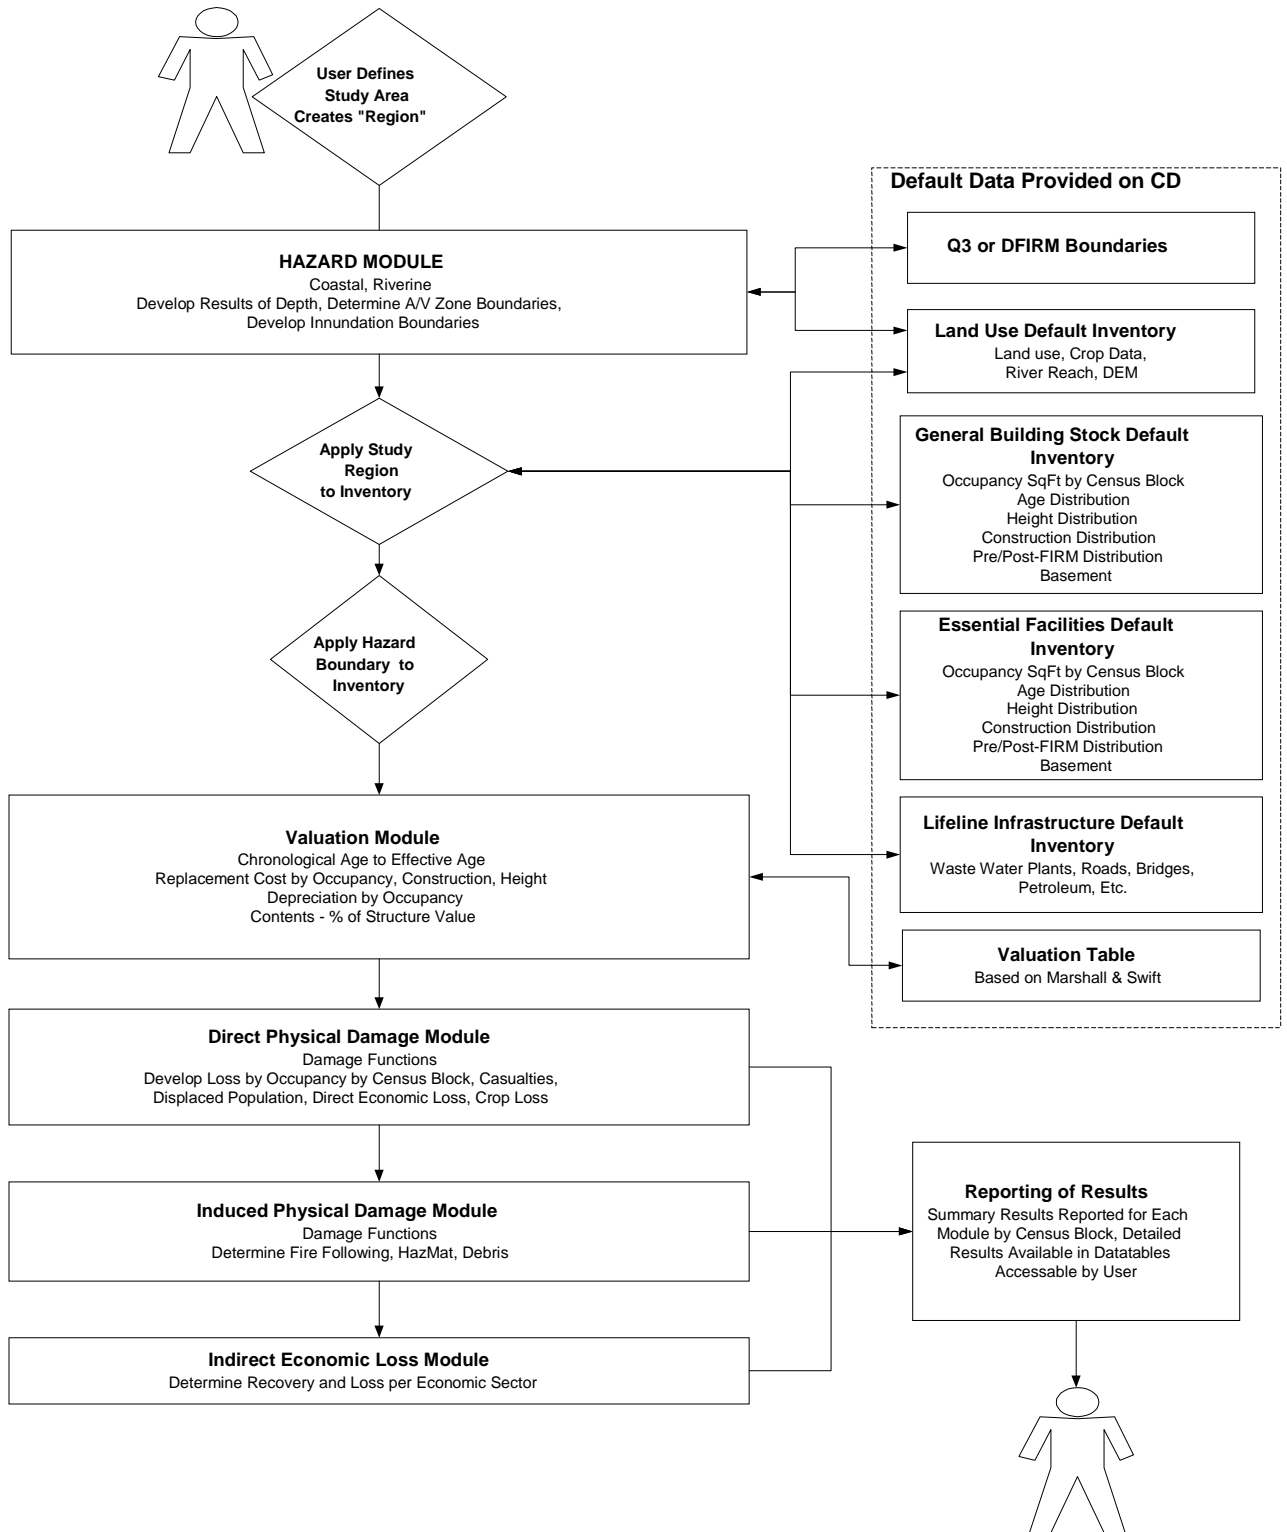 User Defines
Study Area
Creates "Region"
HAZARD MODULE
Coastal, Riverine
Develop Results of Depth, Determine A/V Zone Boundaries,
Develop Innundation Boundaries
Apply Study
Region
to Inventory
Apply Hazard
Boundary to
Inventory
Valuation Module
Chronological Age to Effective Age
Replacement Cost by Occupancy, Construction, Height
Depreciation by Occupancy
Contents - % of Structure Value
Direct Physical Damage Module
Damage Functions
Develop Loss by Occupancy by Census Block, Casualties,
Displaced Population, Direct Economic Loss, Crop Loss
Induced Physical Damage Module
Damage Functions
Determine Fire Following, HazMat, Debris
Indirect Economic Loss Module
Determine Recovery and Loss per Economic Sector
Default Data Provided on CD
Q3 or DFIRM Boundaries
Land Use Default Inventory
Land use, Crop Data,
River Reach, DEM
General Building Stock Default
Inventory
Occupancy SqFt by Census Block
Age Distribution
Height Distribution
Construction Distribution
Pre/Post-FIRM Distribution
Basement
Essential Facilities Default
Inventory
Occupancy SqFt by Census Block
Age Distribution
Height Distribution
Construction Distribution
Pre/Post-FIRM Distribution
Basement
Lifeline Infrastructure Default
Inventory
Waste Water Plants, Roads, Bridges,
Petroleum, Etc.
Valuation Table
Based on Marshall & Swift
Reporting of Results
Summary Results Reported for Each
Module by Census Block, Detailed
Results Available in Datatables
Accessable by User